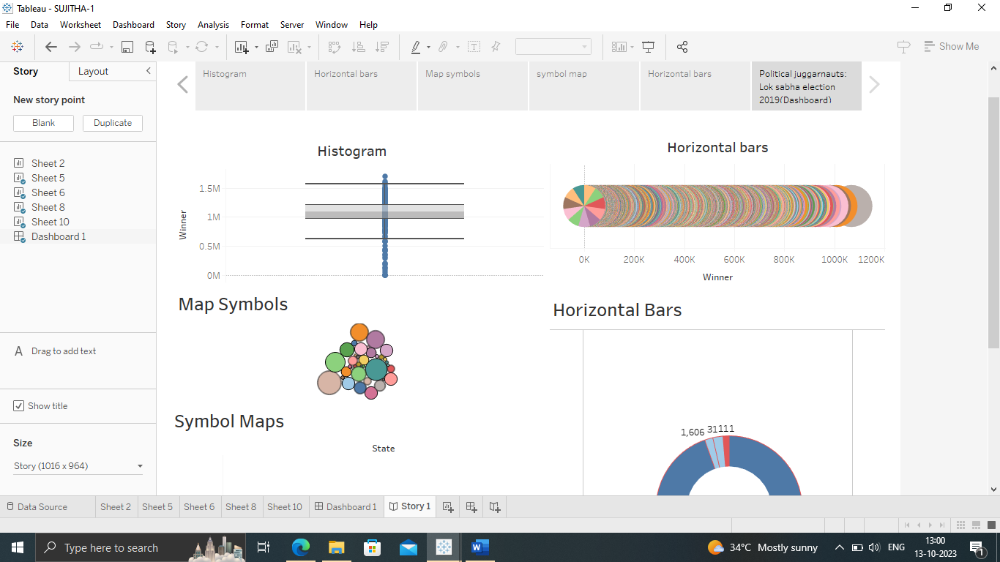 Tableau - SUJITHA-1
File Data Worksheet Dashboard Story Analysis Format Server Window Help
Show Me
Story Layout
New story point
Blank Duplicate
Sheet 2
Sheet 5
Sheet 6
Sheet 8
Sheet 10
Dashboard 1
A Drag to add text
Show title
Size
Story (1016 x 964)
Histogram Horizontal bars Map symbols symbol map Horizontal bars
Political juggarnauts:
Lok sabha election
2019(Dashboard)
Histogram
Winner
1.5M
1M
0.5M
0M
Horizontal bars
0K 200K 400K 600K 800K 1000K 1200K
Winner
Map Symbols
Horizontal Bars
1,606 31111
Symbol Maps
State
Data Source Sheet 2 Sheet 5 Sheet 6 Sheet 8 Sheet 10 Dashboard 1 Story 1
Type here to search
34°C Mostly sunny
ENG
13:00
13-10-2023
1